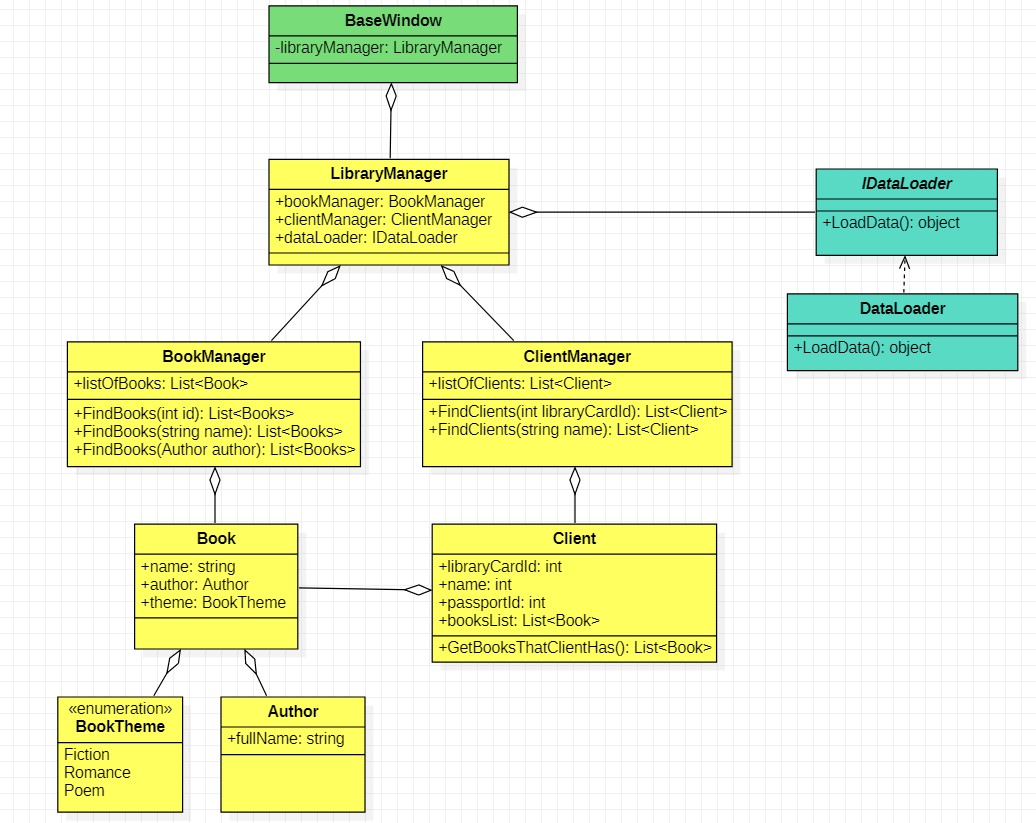 BaseWindow
-libraryManager: LibraryManager
LibraryManager
+bookManager: BookManager
+clientManager: ClientManager
+dataLoader: IDataLoader
IDataLoader
+LoadData(): object
DataLoader
+LoadData(): object
BookManager
+listOfBooks: List<Book>
+FindBooks(int id): List<Books>
+FindBooks(string name): List<Books>
+FindBooks(Author author): List<Books>
ClientManager
+listOfClients: List<Client>
+FindClients(int libraryCardId): List<Client>
+FindClients(string name): List<Client>
Book
+name: string
+author: Author
+theme: BookTheme
Client
+libraryCardId: int
+name: int
+passportId: int
+booksList: List<Book>
+GetBooksThatClientHas(): List<Book>
«enumeration»
BookTheme
Fiction
Romance
Poem
Author
+fullName: string